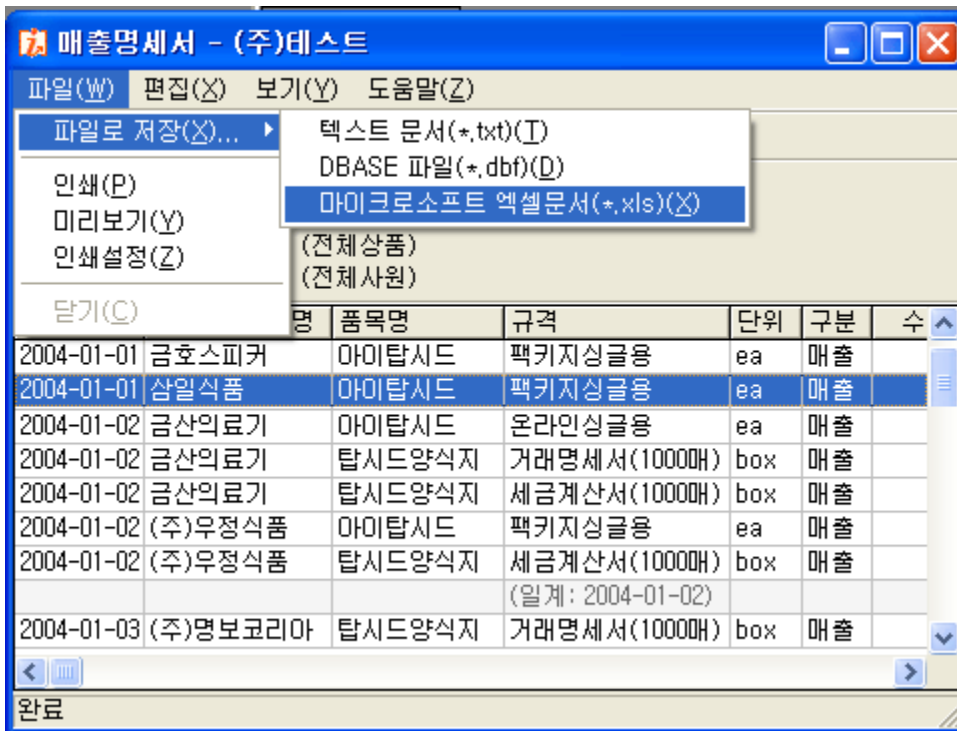 매출명세서 - (주)테스트
파일(W) 편집(X) 보기(Y) 도움말(Z)
파일로 저장(X)...
텍스트 문서(*.txt)(T)
DBASE 파일(*.dbf)(D)
마이크로소프트 엑셀문서(*.xls)(X)
인쇄(P)
미리보기(Y)
인쇄설정(Z)
닫기(C)
(전체상품)
(전체사원)
명 품목명 규격 단위 구분 수
2004-01-01 금호스피커 아이탑시드 팩키지싱글용 ea 매출
2004-01-01 삼일식품 아이탑시드 팩키지싱글용 ea 매출
2004-01-02 금산의료기 아이탑시드 온라인싱글용 ea 매출
2004-01-02 금산의료기 탑시드양식지 거래명세서(1000매) box 매출
2004-01-02 금산의료기 탑시드양식지 세금계산서(1000매) box 매출
2004-01-02 (주)우정식품 아이탑시드 팩키지싱글용 ea 매출
2004-01-02 (주)우정식품 탑시드양식지 세금계산서(1000매) box 매출
(일계: 2004-01-02)
2004-01-03 (주)명보코리아 탑시드양식지 거래명세서(1000매) box 매출
완료